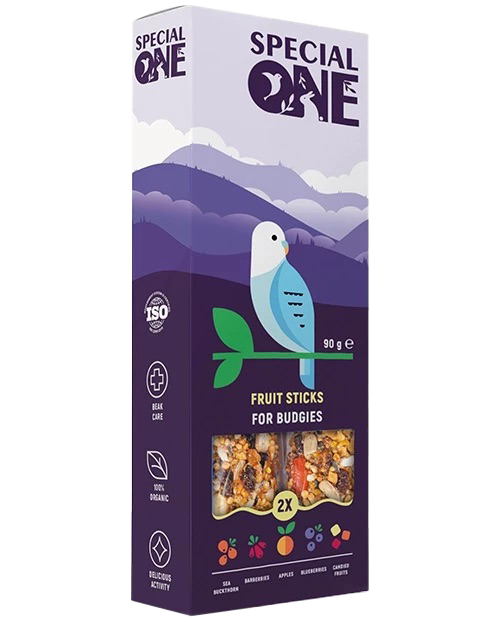 SPECIAL
ONE
SPECIAL
ONE
90 g ℮
FRUIT STICKS
FOR BUDGIES
2X
SEA
BUCKTHORN
BARBERRIES
APPLES
BLUEBERRIES
CANDIED
FRUITS
ISO
BEAK
CARE
100%
ORGANIC
DELICIOUS
ACTIVITY